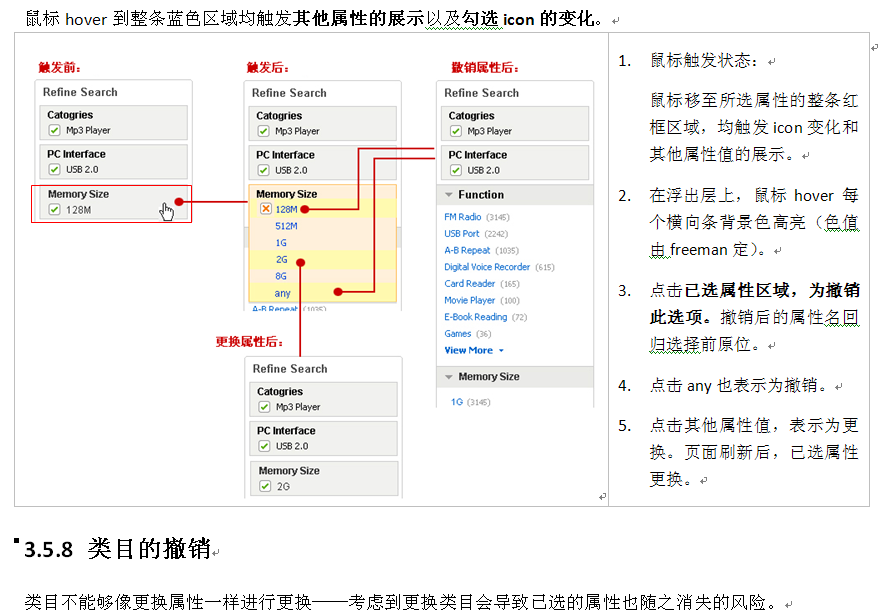 鼠标 hover 到整条蓝色区域均触发其他属性的展示以及勾选 icon 的变化。
触发前:
Refine Search
Catogries
Mp3 Player
PC Interface
USB 2.0
Memory Size
128M
触发后:
Refine Search
Catogries
Mp3 Player
PC Interface
USB 2.0
Memory Size
128M
512M
1G
2G
8G
any
A-B Repeat (1035)
撤销属性后:
Refine Search
Catogries
Mp3 Player
PC Interface
USB 2.0
Function
FM Radio (3145)
USB Port (2242)
A-B Repeat (1035)
Digital Voice Recorder (615)
Card Reader (165)
Movie Player (100)
E-Book Reading (72)
Games (36)
View More
Memory Size
1G (3145)
更换属性后:
Refine Search
Catogries
Mp3 Player
PC Interface
USB 2.0
Memory Size
2G
1. 鼠标触发状态：
鼠标移至所选属性的整条红
框区域，均触发 icon 变化和
其他属性值的展示。
2. 在浮出层上，鼠标 hover 每
个横向条背景色高亮（色值
由 freeman 定）。
3. 点击已选属性区域，为撤销
此选项。撤销后的属性名回
归选择前原位。
4. 点击 any 也表示为撤销。
5. 点击其他属性值，表示为更
换。页面刷新后，已选属性
更换。
3.5.8 类目的撤销
类目不能够像更换属性一样进行更换——考虑到更换类目会导致已选的属性也随之消失的风险。